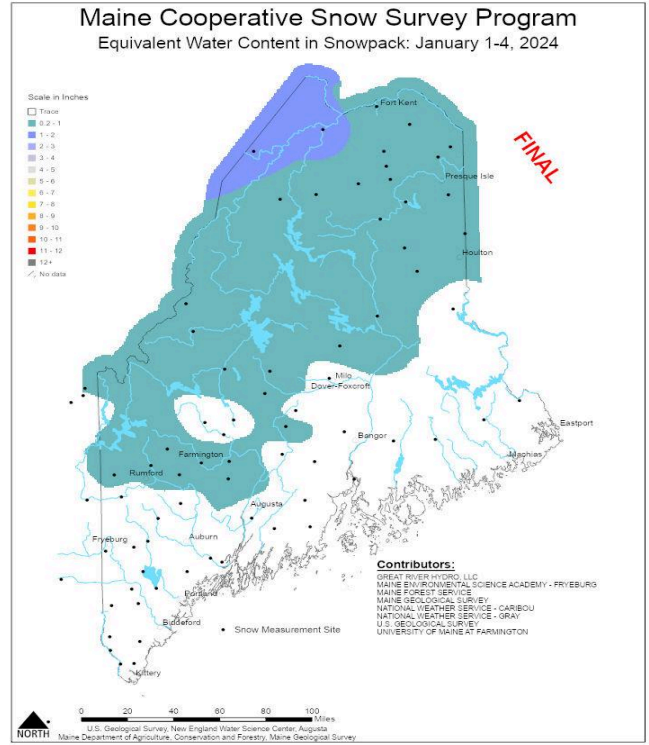 Maine Cooperative Snow Survey Program
Equivalent Water Content in Snowpack: January 1-4, 2024
Scale in Inches
Trace
0.2 - 1
1 - 2
2 - 3
3 - 4
4 - 5
5 - 6
6 - 7
7 - 8
8 - 9
9 - 10
10 - 11
11 - 12
12+
No data
FINAL
Fort Kent
Presque Isle
Houlton
Milo
Dover-Foxcroft
Eastport
Bangor
Machias
Farmington
Rumford
Augusta
Fryeburg
Auburn
Portland
Biddeford
Kittery
Snow Measurement Site
Contributors:
GREAT RIVER HYDRO, LLC
MAINE ENVIRONMENTAL SCIENCE ACADEMY - FRYEBURG
MAINE FOREST SERVICE
MAINE GEOLOGICAL SURVEY
NATIONAL WEATHER SERVICE - CARIBOU
NATIONAL WEATHER SERVICE - GRAY
U.S. GEOLOGICAL SURVEY
UNIVERSITY OF MAINE AT FARMINGTON
NORTH
0 20 40 60 80 100
Miles
U.S. Geological Survey, New England Water Science Center, Augusta
Maine Department of Agriculture, Conservation and Forestry, Maine Geological Survey